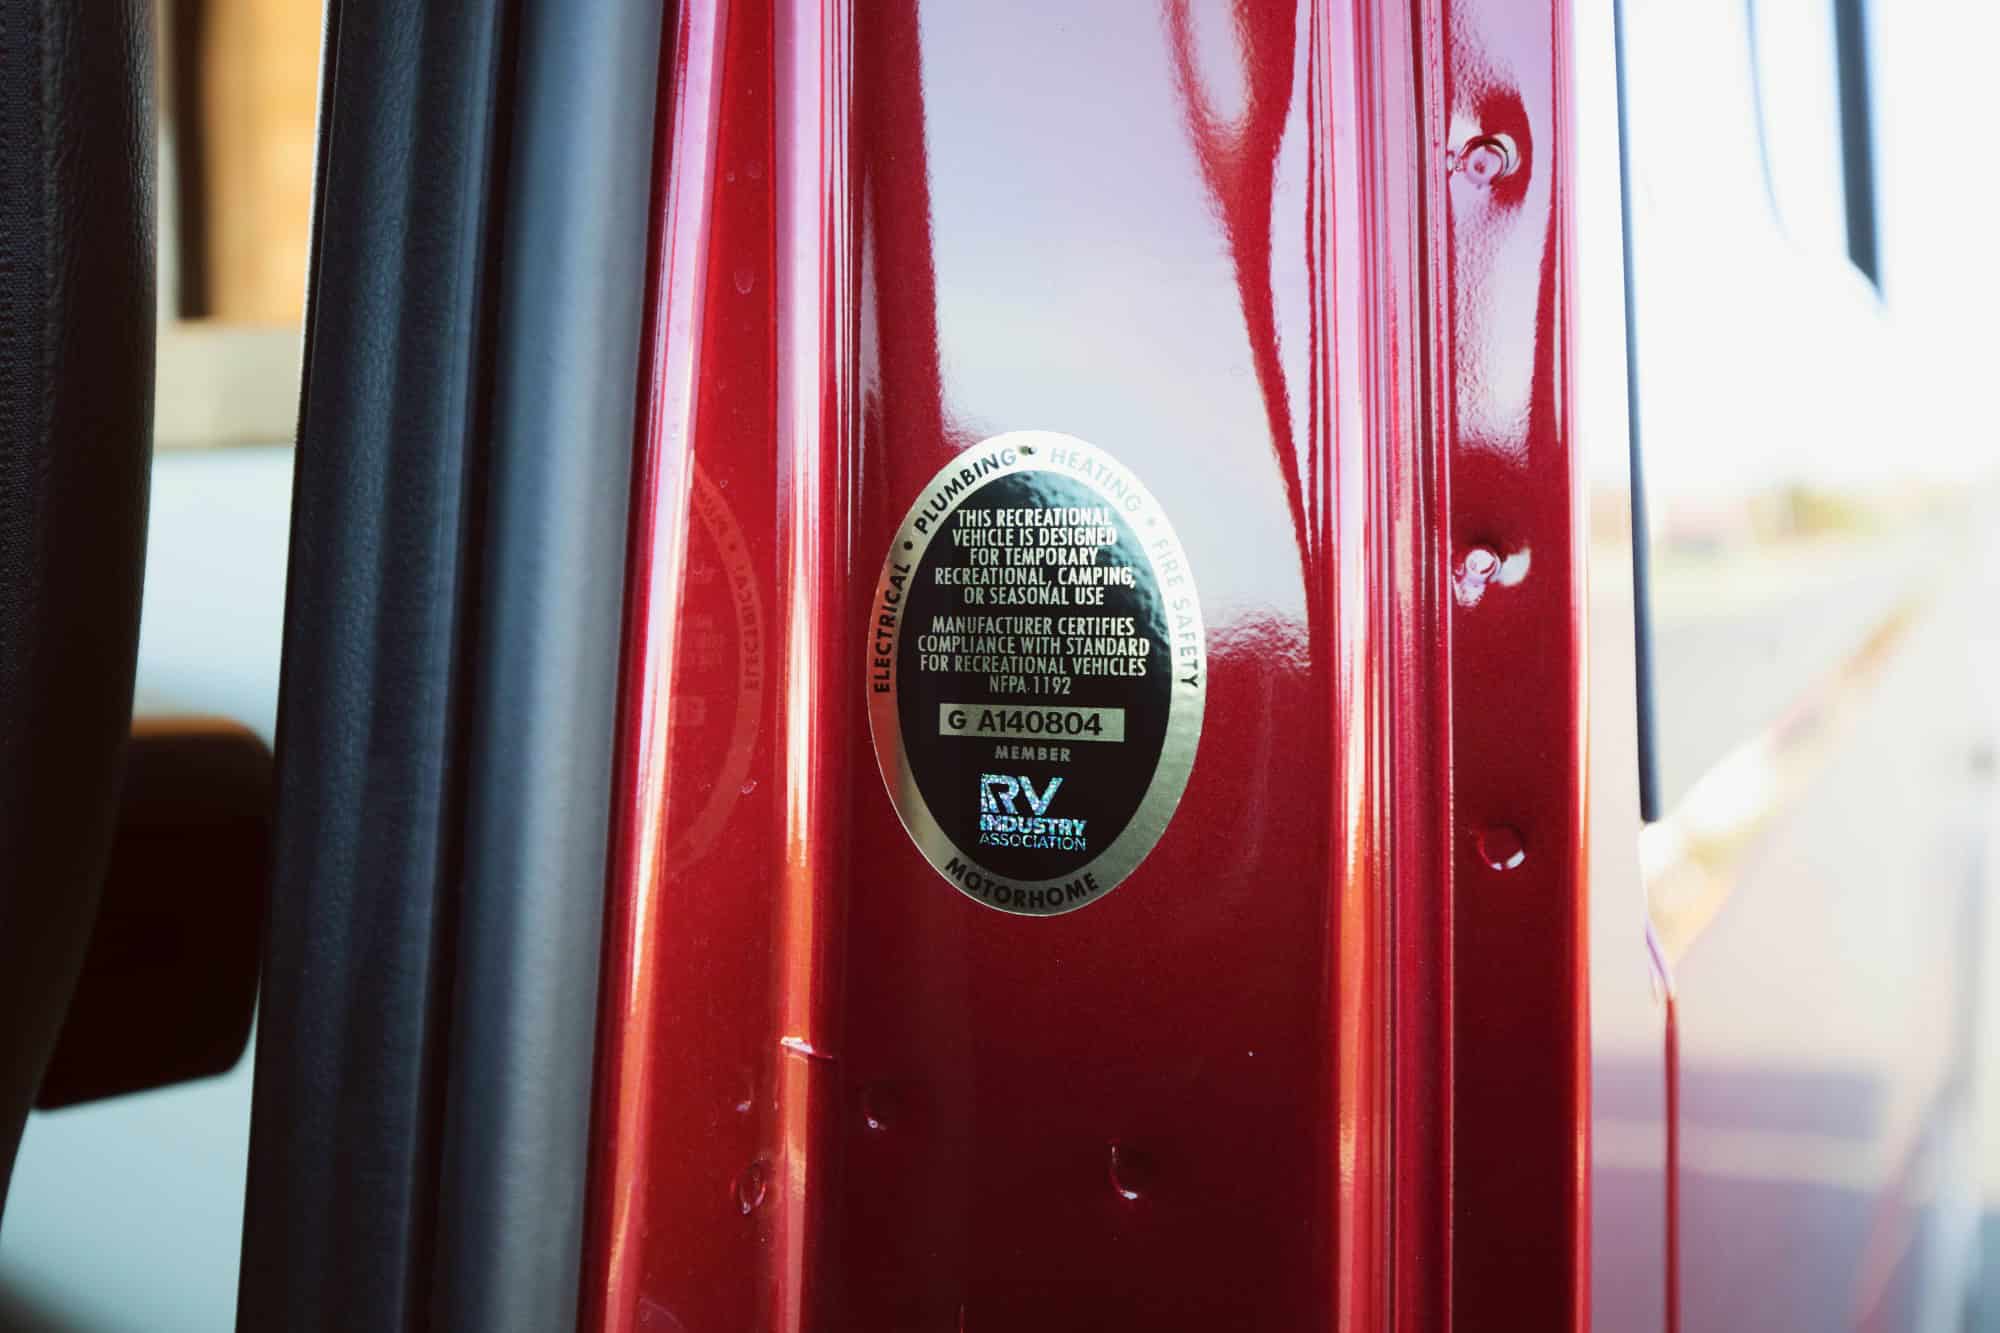 ELECTRICAL • PLUMBING • HEATING • FIRE SAFETY
THIS RECREATIONAL
VEHICLE IS DESIGNED
FOR TEMPORARY
RECREATIONAL, CAMPING,
OR SEASONAL USE
MANUFACTURER CERTIFIES
COMPLIANCE WITH STANDARD
FOR RECREATIONAL VEHICLES
NFPA 1192
G A140804
MEMBER
RV
INDUSTRY
ASSOCIATION
MOTORHOME